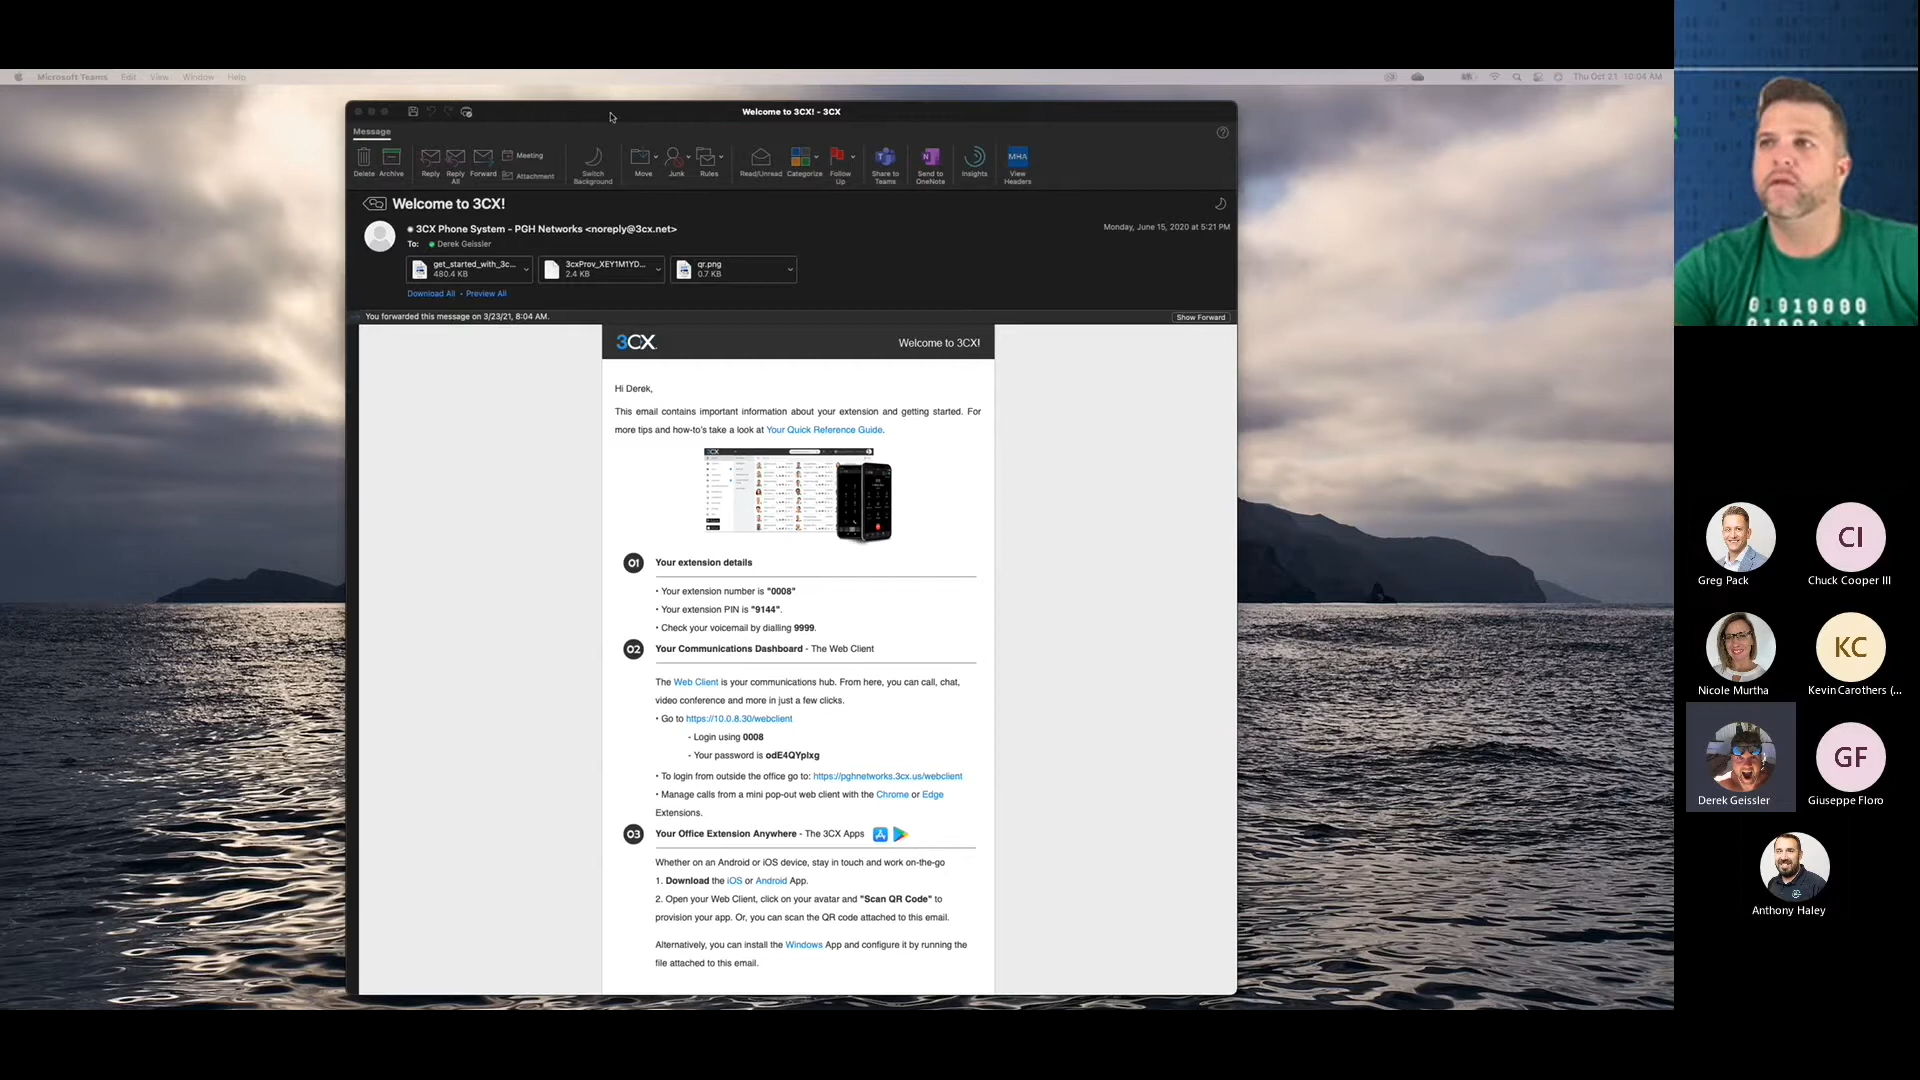 Microsoft Teams Edit View Window Help
Thu Oct 21 10:04 AM
Welcome to 3CX! - 3CX
Message
Delete Archive Reply Reply All Forward Meeting Attachment Switch Background Move Junk Rules Read/Unread Categorize Follow Up Share to Teams Send to OneNote Insights MHA View Headers
Welcome to 3CX!
3CX Phone System - PGH Networks <noreply@3cx.net>
Monday, June 15, 2020 at 5:21 PM
To: Derek Geissler
get_started_with_3c...
480.4 KB
3cxProv_XEY1M1YD...
2.4 KB
qr.png
0.7 KB
Download All • Preview All
You forwarded this message on 3/23/21, 8:04 AM.
Show Forward
3CX
Welcome to 3CX!
Hi Derek,
This email contains important information about your extension and getting started. For
more tips and how-to's take a look at Your Quick Reference Guide.
01 Your extension details
• Your extension number is "0008"
• Your extension PIN is "9144".
• Check your voicemail by dialling 9999.
02 Your Communications Dashboard - The Web Client
The Web Client is your communications hub. From here, you can call, chat,
video conference and more in just a few clicks.
• Go to https://10.0.8.30/webclient
- Login using 0008
- Your password is odE4QYplxg
• To login from outside the office go to: https://pghnetworks.3cx.us/webclient
• Manage calls from a mini pop-out web client with the Chrome or Edge
Extensions.
03 Your Office Extension Anywhere - The 3CX Apps
Whether on an Android or iOS device, stay in touch and work on-the-go
1. Download the iOS or Android App.
2. Open your Web Client, click on your avatar and "Scan QR Code" to
provision your app. Or, you can scan the QR code attached to this email.
Alternatively, you can install the Windows App and configure it by running the
file attached to this email.
01010000
Greg Pack
CI
Chuck Cooper III
Nicole Murtha
KC
Kevin Carothers (...
Derek Geissler
GF
Giuseppe Floro
Anthony Haley